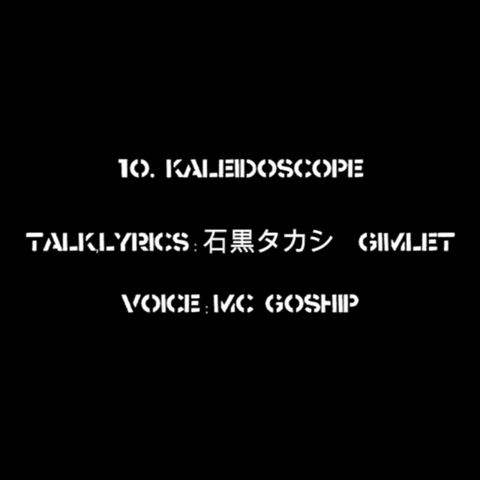 10. KALEIDOSCOPE
TALK,LYRICS:石黒タカシ GIMLET
VOICE:MC GOSHIP